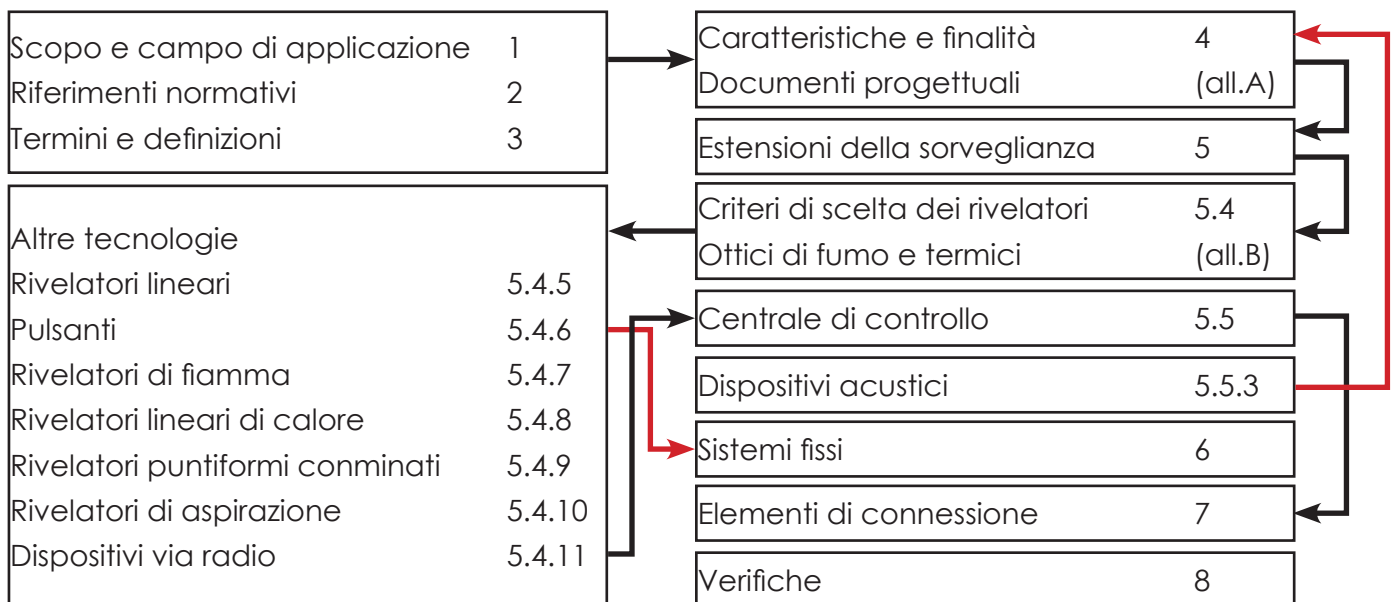 Scopo e campo di applicazione 1
Riferimenti normativi 2
Termini e definizioni 3
Altre tecnologie
Rivelatori lineari 5.4.5
Pulsanti 5.4.6
Rivelatori di fiamma 5.4.7
Rivelatori lineari di calore 5.4.8
Rivelatori puntiformi conminati 5.4.9
Rivelatori di aspirazione 5.4.10
Dispositivi via radio 5.4.11
Caratteristiche e finalità 4
Documenti progettuali (all.A)
Estensioni della sorveglianza 5
Criteri di scelta dei rivelatori 5.4
Ottici di fumo e termici (all.B)
Centrale di controllo 5.5
Dispositivi acustici 5.5.3
Sistemi fissi 6
Elementi di connessione 7
Verifiche 8